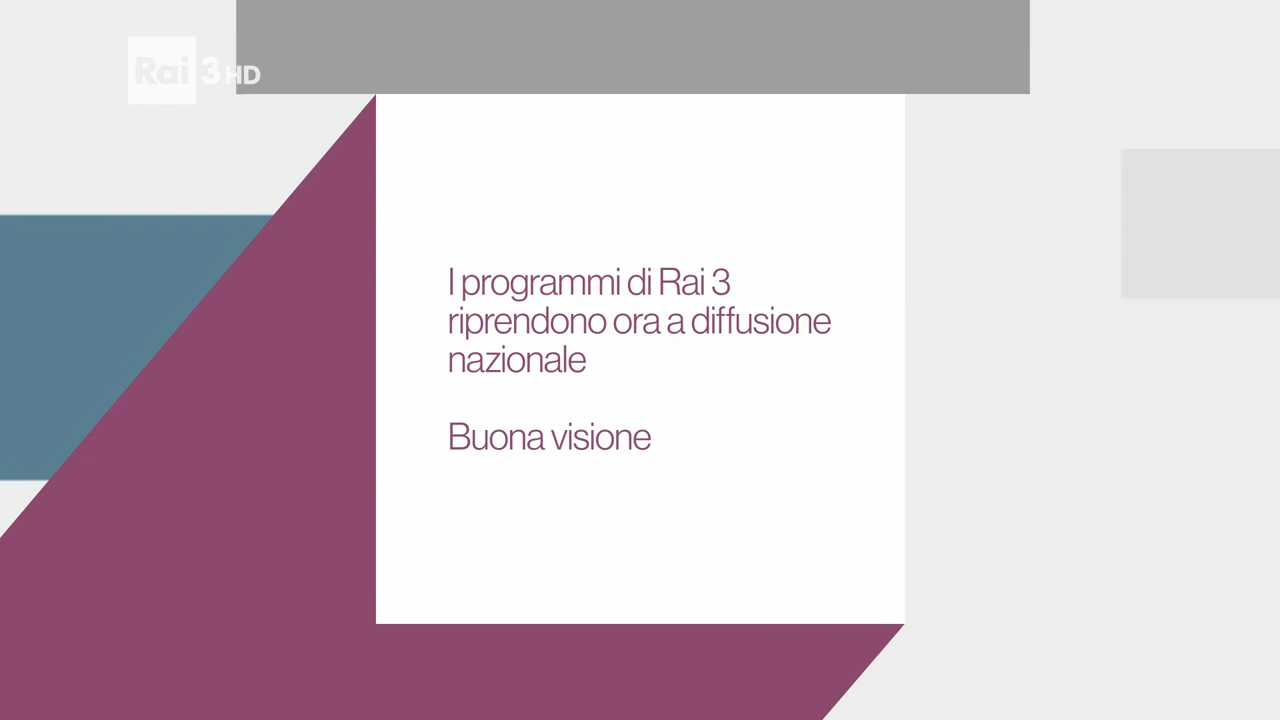 Rai 3 HD
I programmi di Rai 3
riprendono ora a diffusione
nazionale
Buona visione